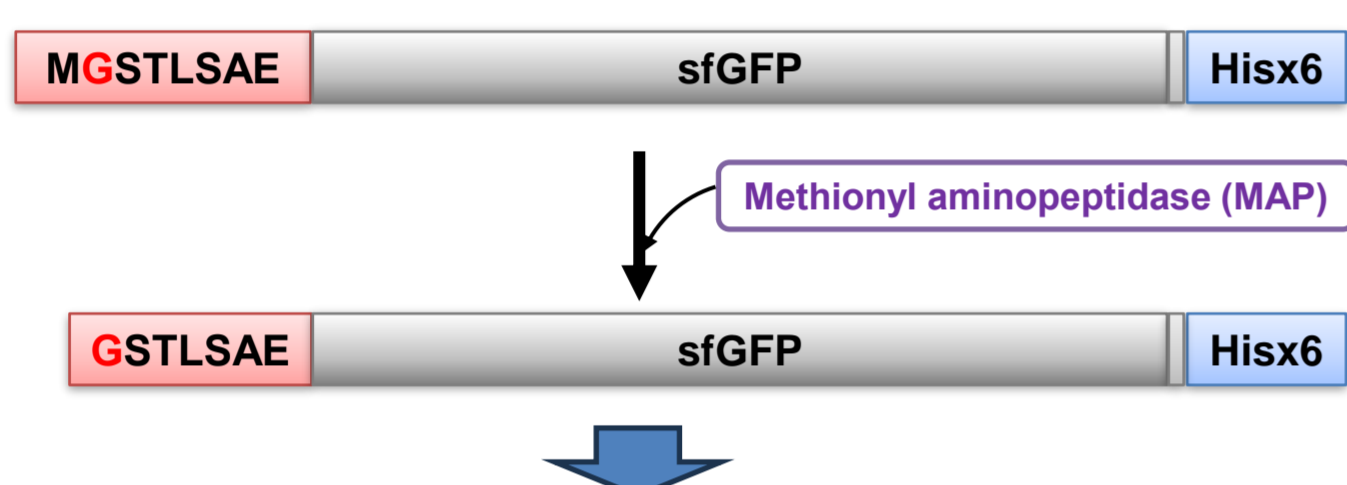 MGSTLSAE sfGFP Hisx6
Methionyl aminopeptidase (MAP)
GSTLSAE sfGFP Hisx6